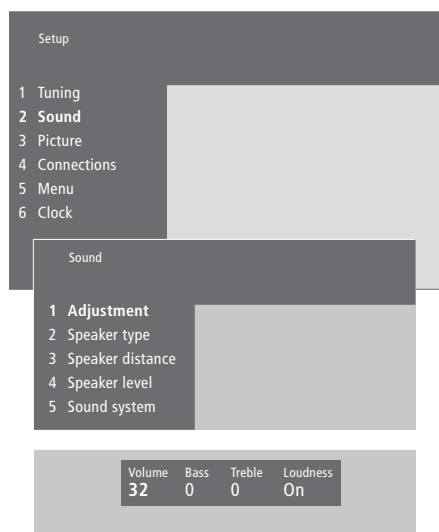 Setup
1 Tuning
2 Sound
3 Picture
4 Connections
5 Menu
6 Clock
Sound
1 Adjustment
2 Speaker type
3 Speaker distance
4 Speaker level
5 Sound system
Volume Bass Treble Loudness
32 0 0 On